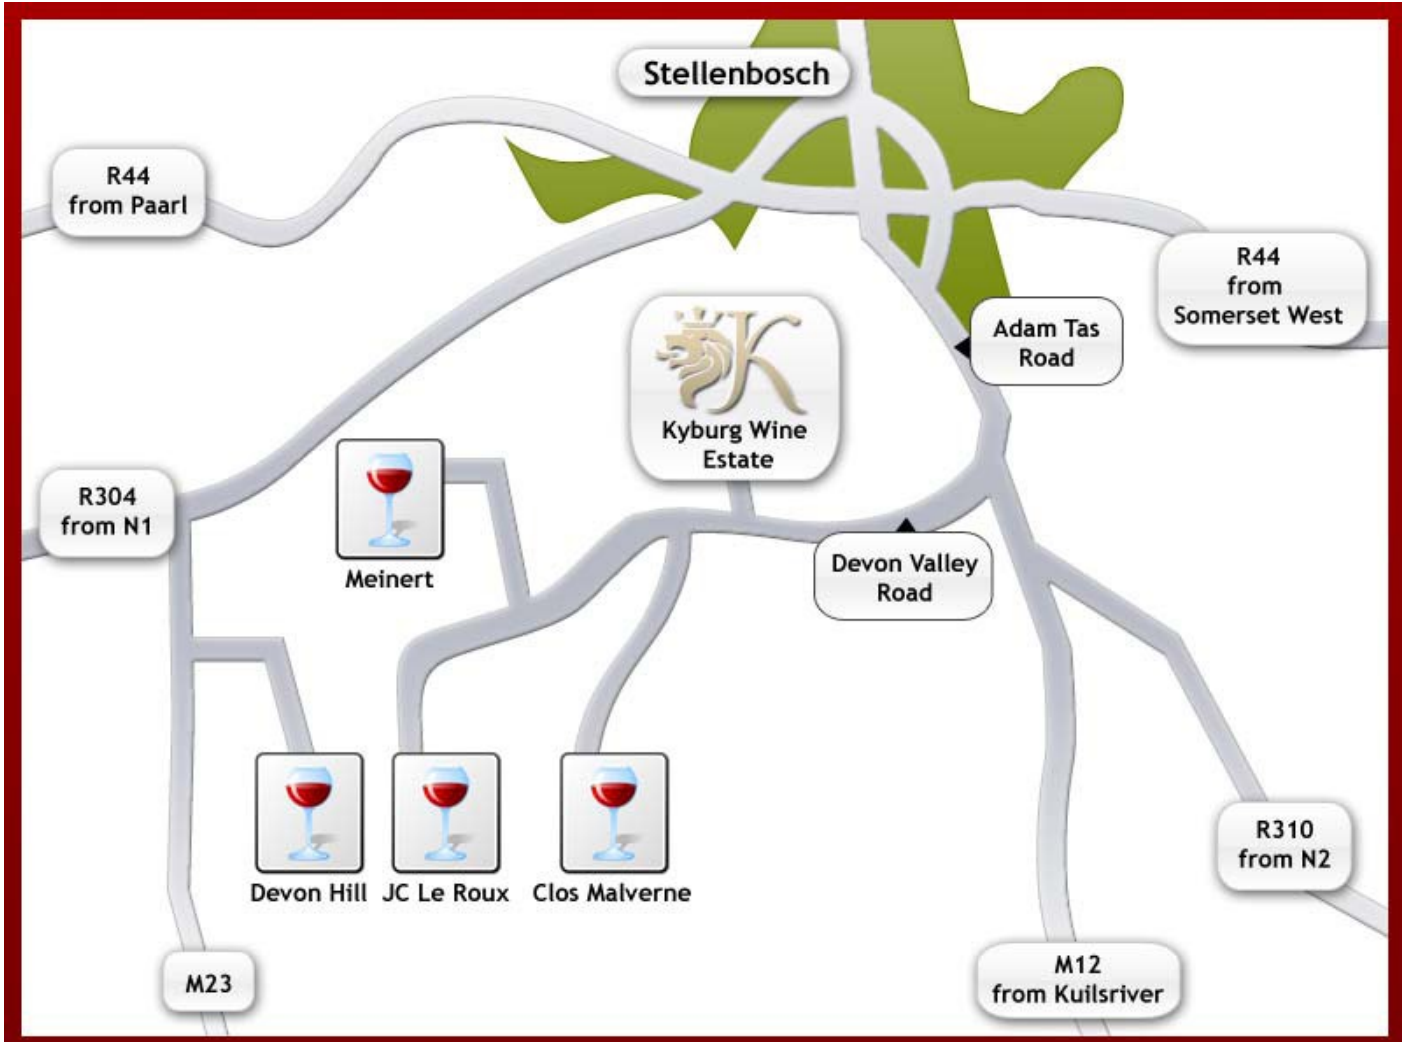 Stellenbosch
R44
from Paarl
R44
from
Somerset West
Adam Tas
Road
K
Kyburg Wine
Estate
R304
from N1
Meinert
Devon Valley
Road
R310
from N2
Devon Hill
JC Le Roux
Clos Malverne
M23
M12
from Kuilsriver